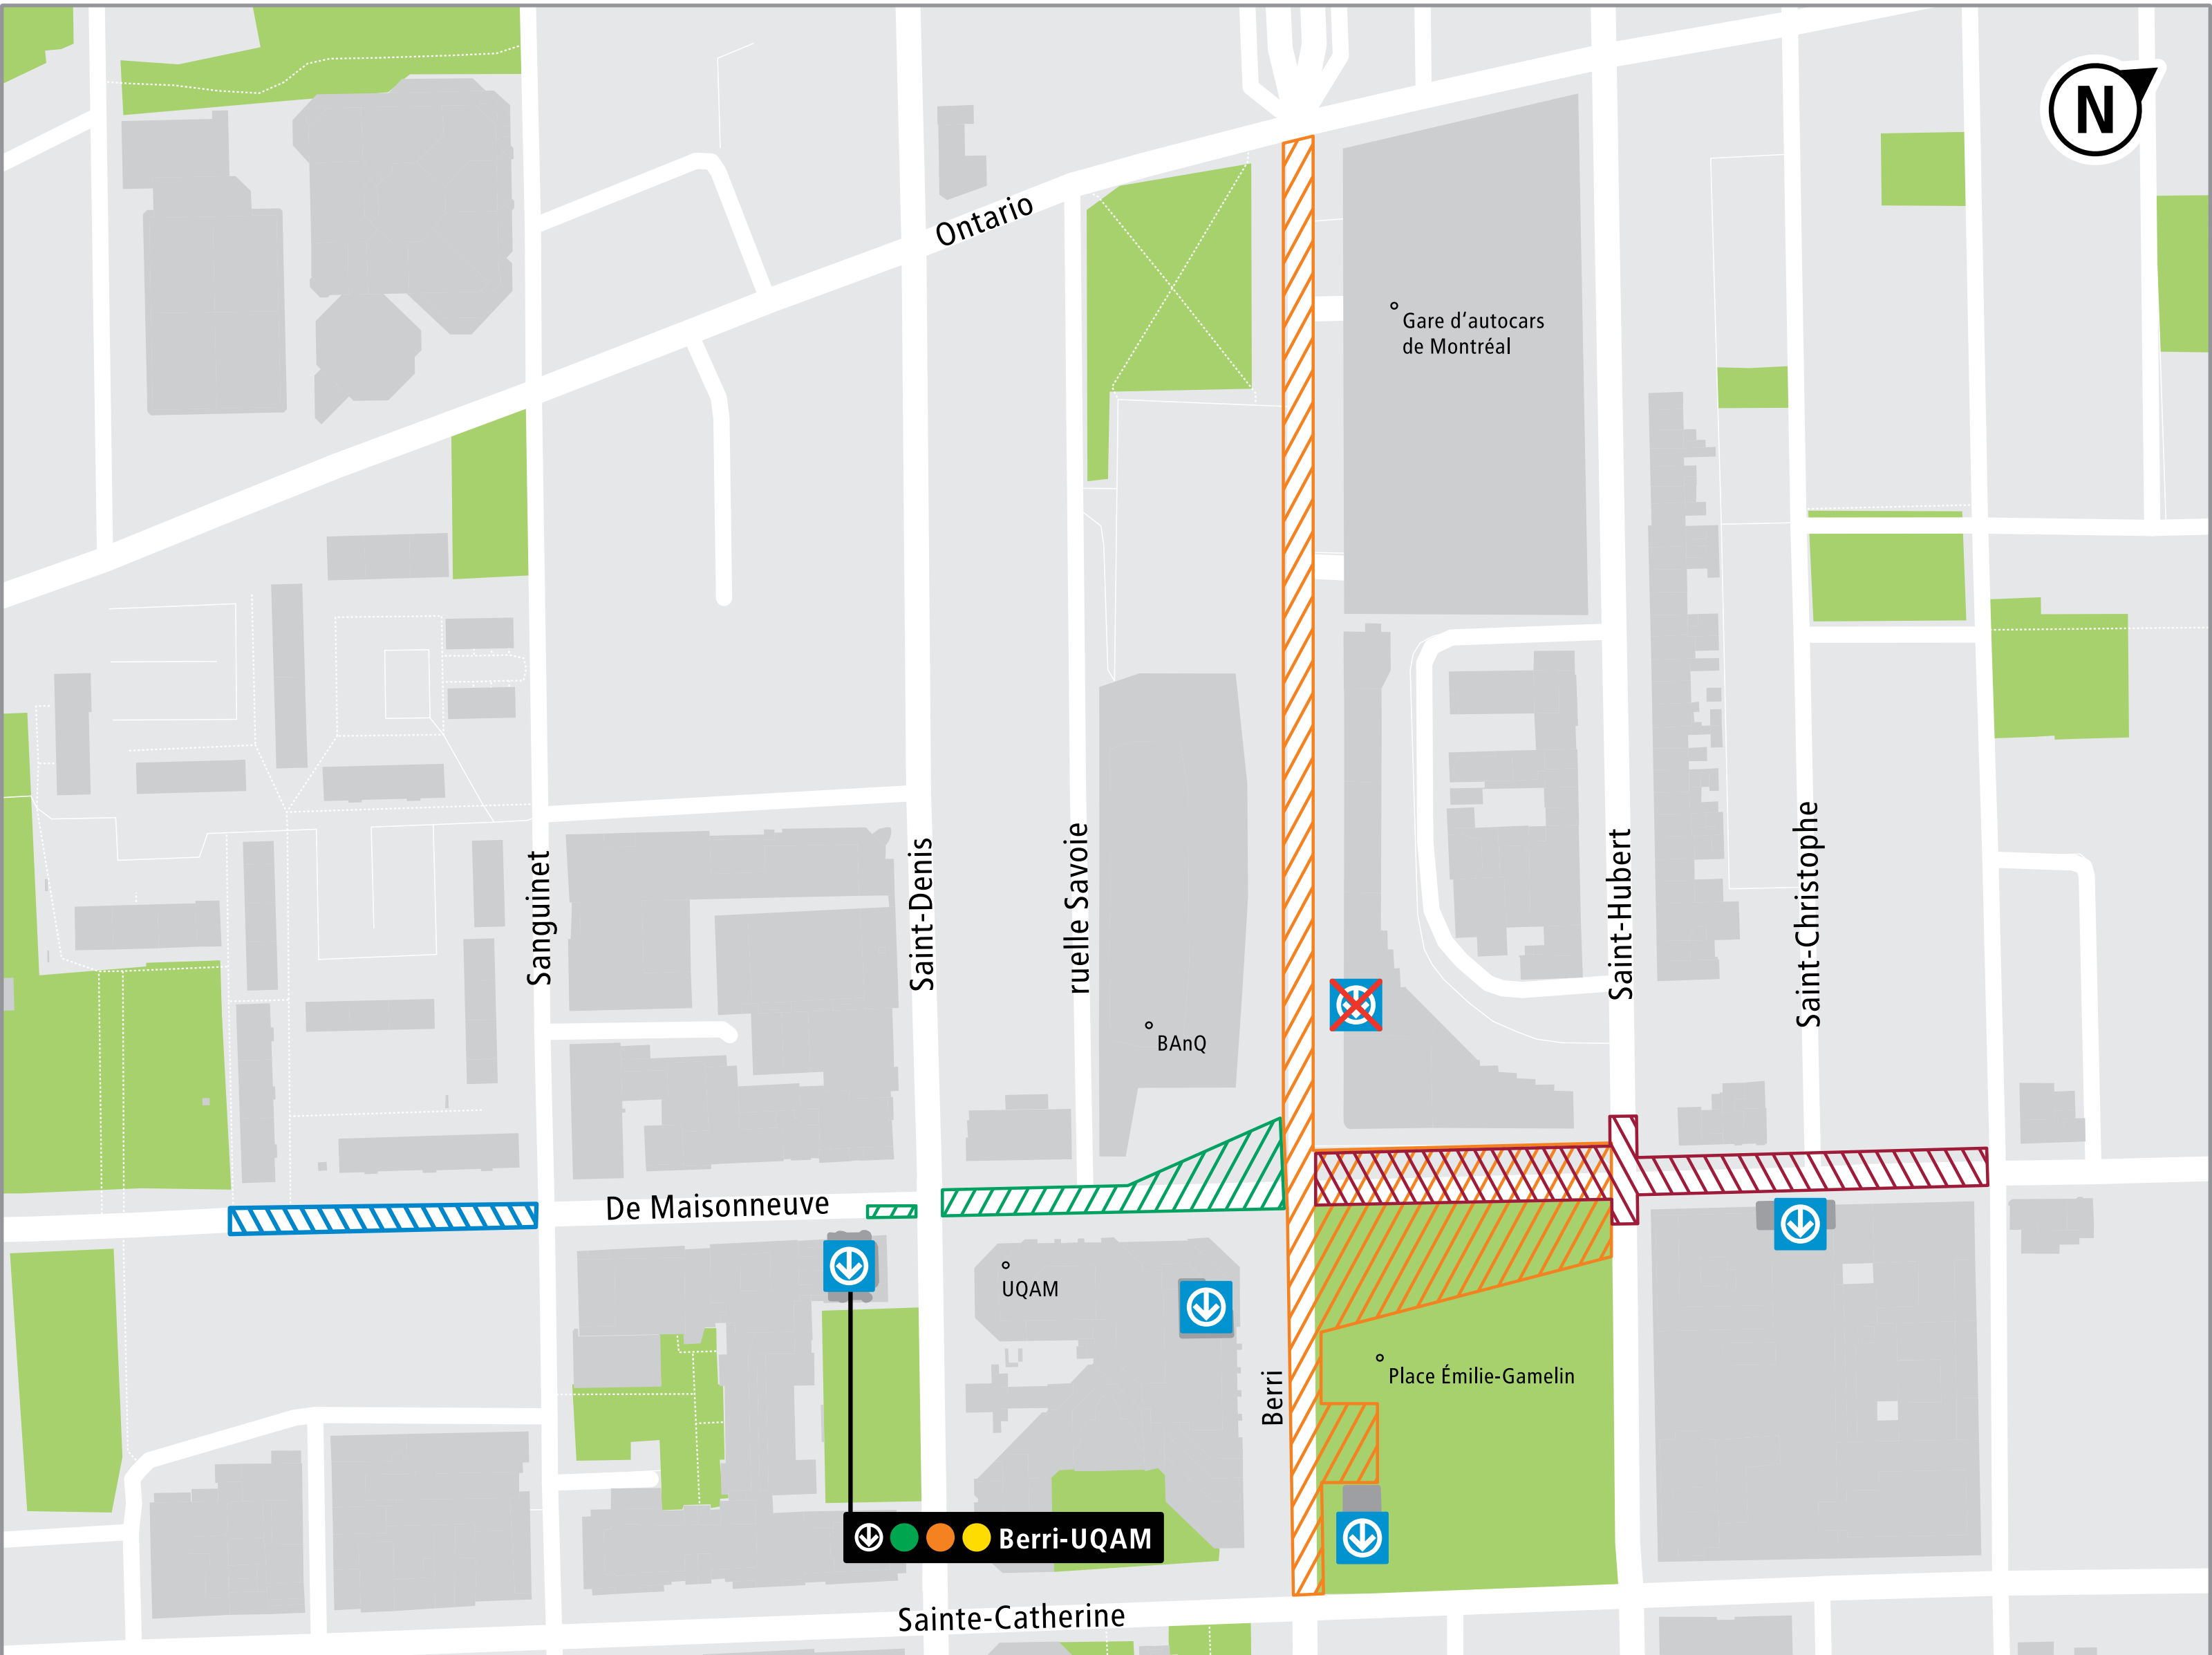 N
Ontario
Gare d'autocars
de Montréal
Sanguinet
Saint-Denis
ruelle Savoie
Saint-Hubert
Saint-Christophe
BAnQ
De Maisonneuve
UQAM
Berri
Place Émilie-Gamelin
Berri-UQAM
Sainte-Catherine